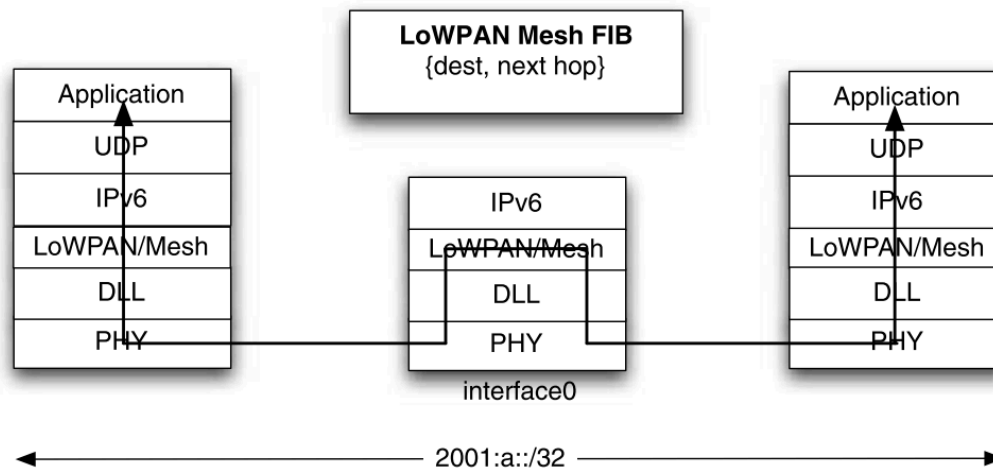 LoWPAN Mesh FIB
{dest, next hop}
Application
UDP
IPv6
LoWPAN/Mesh
DLL
PHY
IPv6
LoWPAN/Mesh
DLL
PHY
interface0
Application
UDP
IPv6
LoWPAN/Mesh
DLL
PHY
2001:a::/32